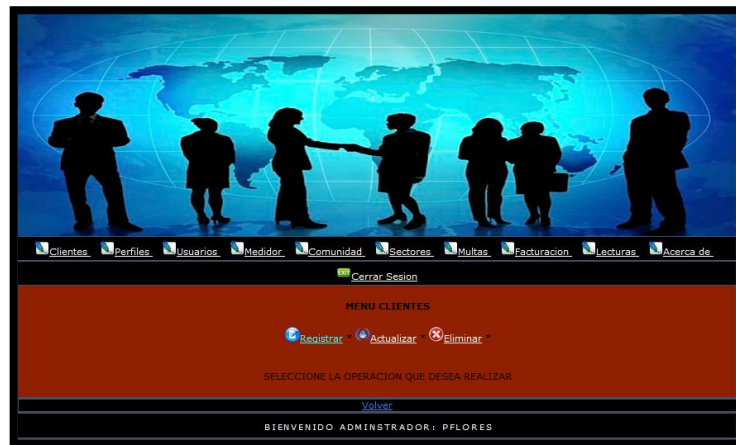 Clientes Perfiles Usuarios Medidor Comunidad Sectores Multas Facturacion Lecturas Acerca de
EXIT Cerrar Sesion
MENU CLIENTES
Registrar * Actualizar * Eliminar *
SELECCIONE LA OPERACION QUE DESEA REALIZAR
Volver
BIENVENIDO ADMINSTRADOR: PFLORES